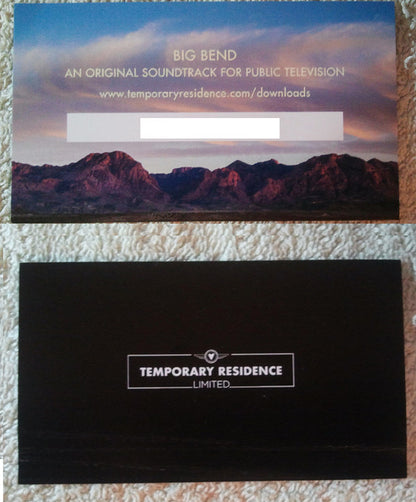 BIG BEND
AN ORIGINAL SOUNDTRACK FOR PUBLIC TELEVISION
www.temporaryresidence.com/downloads
TEMPORARY RESIDENCE
LIMITED